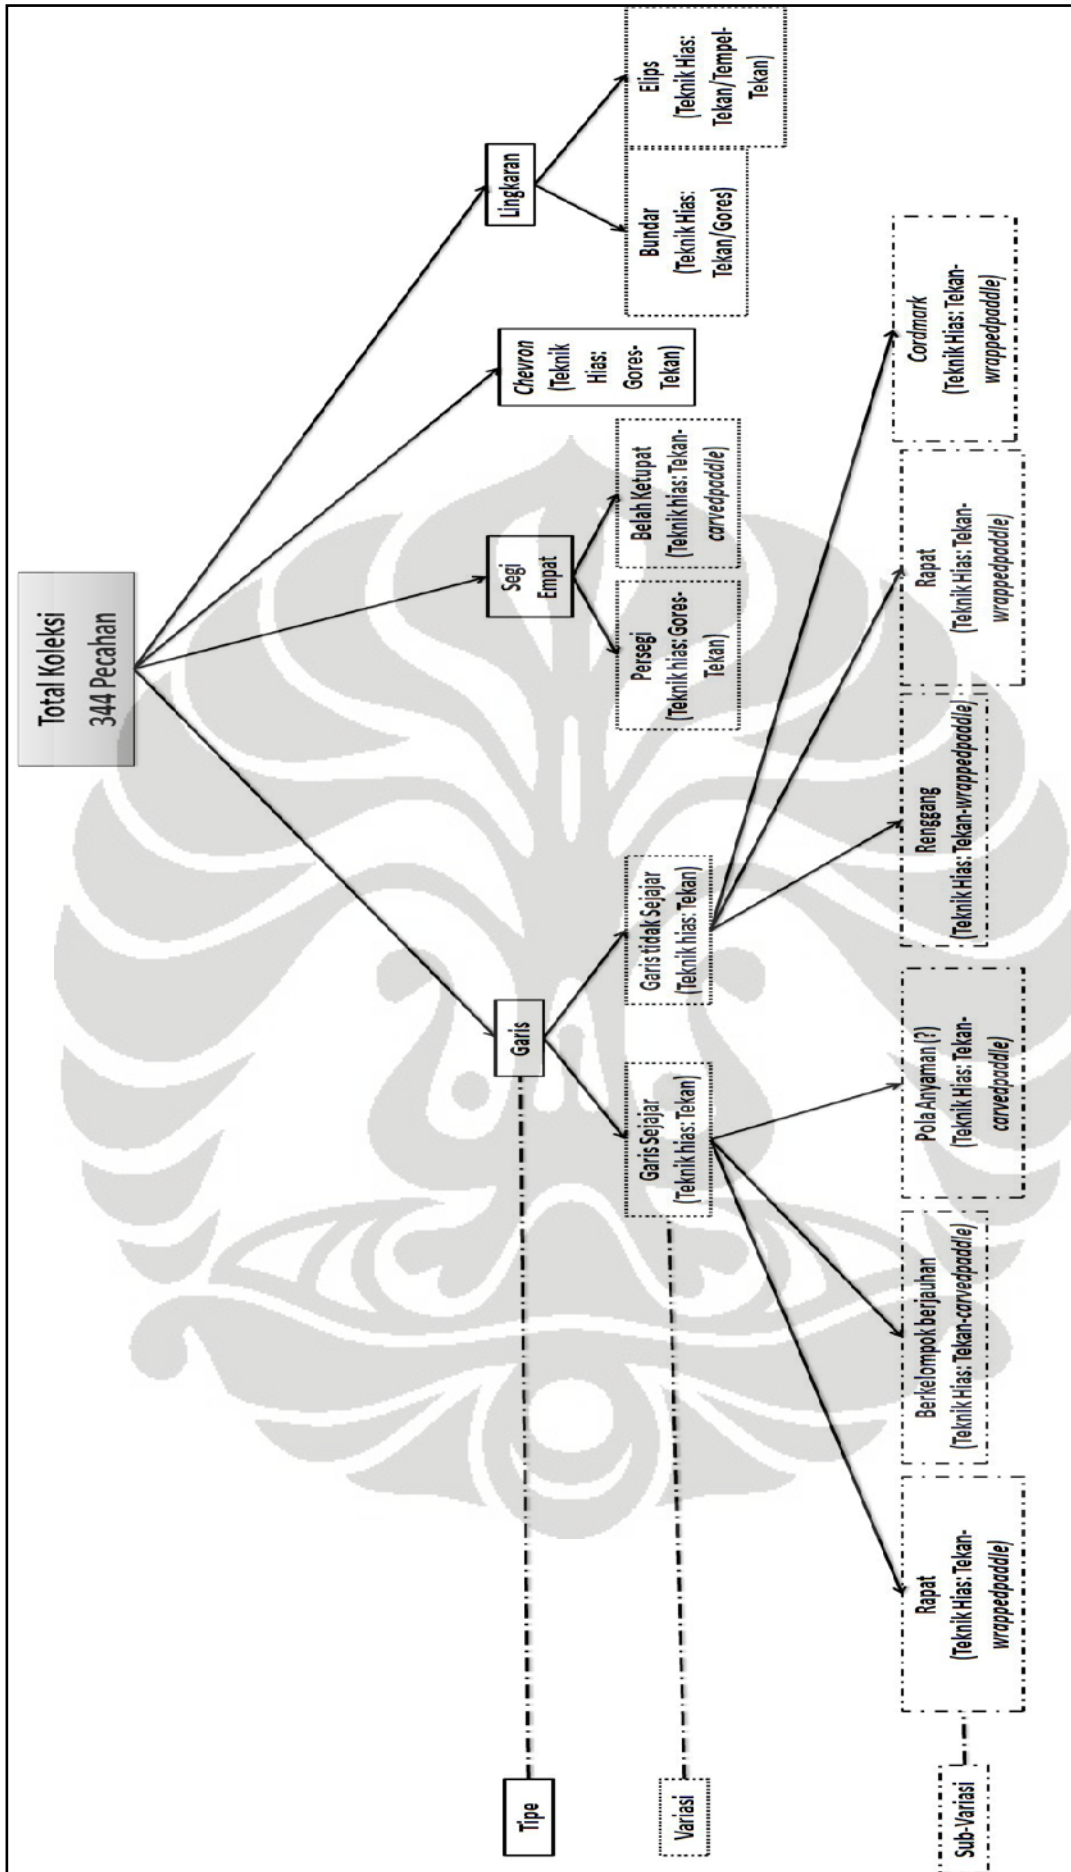 Total Koleksi
344 Pecahan
Tipe
Garis
Segi
Empat
Chevron
(Teknik
Hias:
Gores-
Tekan)
Lingkaran
Variasi
Garis Sejajar
(Teknik hias: Tekan)
Garis tidak Sejajar
(Teknik hias: Tekan)
Persegi
(Teknik hias: Gores-
Tekan)
Belah Ketupat
(Teknik hias: Tekan-
carvedpaddle)
Bundar
(Teknik Hias:
Tekan/Gores)
Elips
(Teknik Hias:
Tekan/Tempel-
Tekan)
Sub-Variasi
Rapat
(Teknik Hias: Tekan-
wrappedpaddle)
Berkelompok berjauhan
(Teknik Hias: Tekan-carvedpaddle)
Pola Anyaman (?)
(Teknik Hias: Tekan-
carvedpaddle)
Renggang
(Teknik Hias: Tekan-wrappedpaddle)
Rapat
(Teknik Hias: Tekan-
wrappedpaddle)
Cordmark
(Teknik Hias: Tekan-
wrappedpaddle)